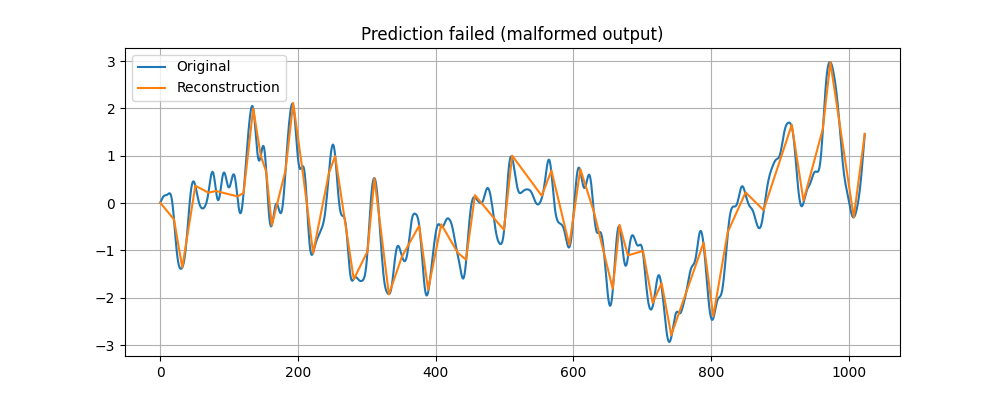 Prediction failed (malformed output)
Original
Reconstruction
3
2
1
0
−1
−2
−3
0 200 400 600 800 1000